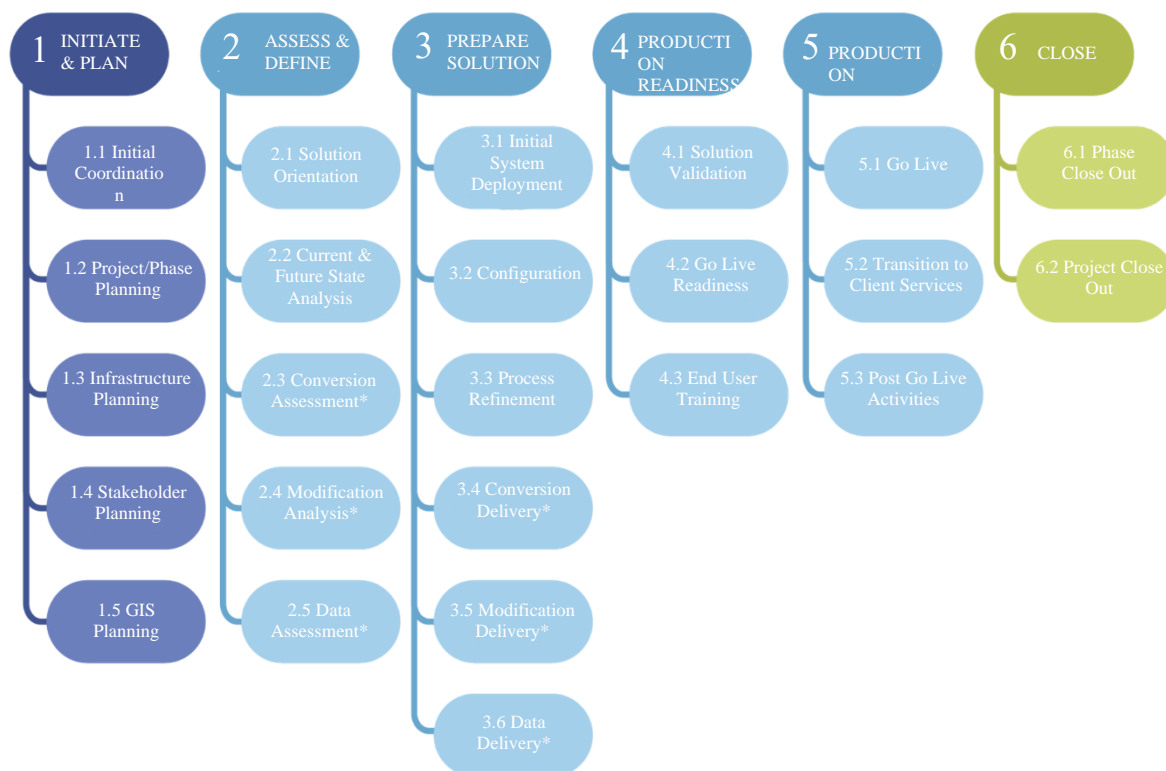 1 INITIATE
& PLAN
1.1 Initial
Coordinatio
n
1.2 Project/Phase
Planning
1.3 Infrastructure
Planning
1.4 Stakeholder
Planning
1.5 GIS
Planning
2 ASSESS &
DEFINE
2.1 Solution
Orientation
2.2 Current &
Future State
Analysis
2.3 Conversion
Assessment*
2.4 Modification
Analysis*
2.5 Data
Assessment*
3 PREPARE
SOLUTION
3.1 Initial
System
Deployment
3.2 Configuration
3.3 Process
Refinement
3.4 Conversion
Delivery*
3.5 Modification
Delivery*
3.6 Data
Delivery*
4 PRODUCTI
ON
READINESS
4.1 Solution
Validation
4.2 Go Live
Readiness
4.3 End User
Training
5 PRODUCTI
ON
5.1 Go Live
5.2 Transition to
Client Services
5.3 Post Go Live
Activities
6 CLOSE
6.1 Phase
Close Out
6.2 Project Close
Out